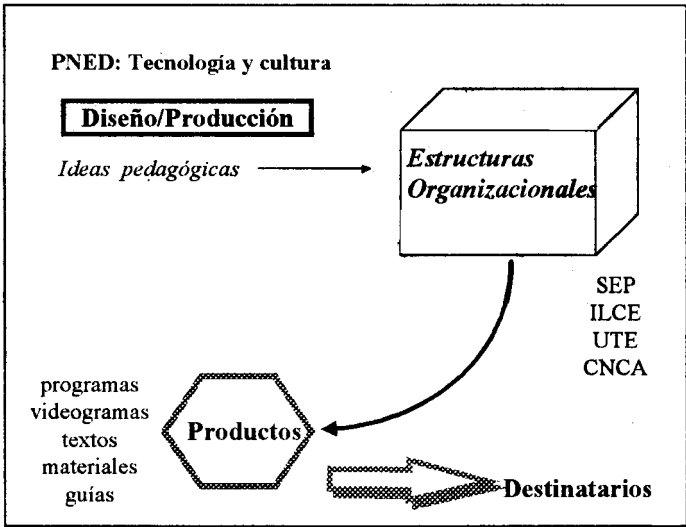 PNED: Tecnología y cultura
Diseño/Producción
Ideas pedagógicas
Estructuras
Organizacionales
SEP
ILCE
UTE
CNCA
programas
videogramas
textos
materiales
guías
Productos
Destinatarios